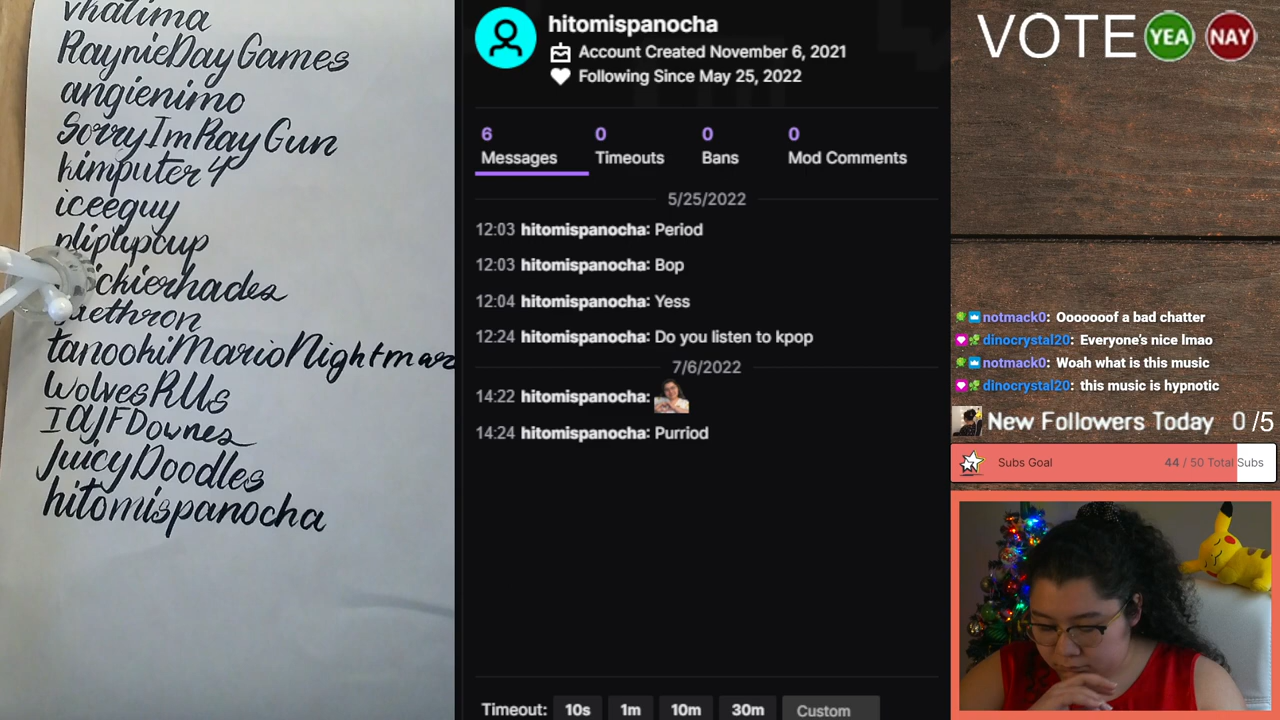 vhatima
RaynieDayGames
angienimo
SorryImRayGun
kimputer4
iceeguy
plipupcup
ickierhades
aethron
tanookiMarioNightmar
WolvesRUs
IAJFDownes
JuicyDoodles
hitomispanocha
hitomispanocha
Account Created November 6, 2021
Following Since May 25, 2022
6 0 0 0
Messages Timeouts Bans Mod Comments
5/25/2022
12:03 hitomispanocha: Period
12:03 hitomispanocha: Bop
12:04 hitomispanocha: Yess
12:24 hitomispanocha: Do you listen to kpop
7/6/2022
14:22 hitomispanocha:
14:24 hitomispanocha: Purriod
Timeout: 10s 1m 10m 30m Custom
VOTE YEA NAY
notmack0: Ooooooof a bad chatter
dinocrystal20: Everyone's nice lmao
notmack0: Woah what is this music
dinocrystal20: this music is hypnotic
New Followers Today 0 /5
Subs Goal 44 / 50 Total Subs